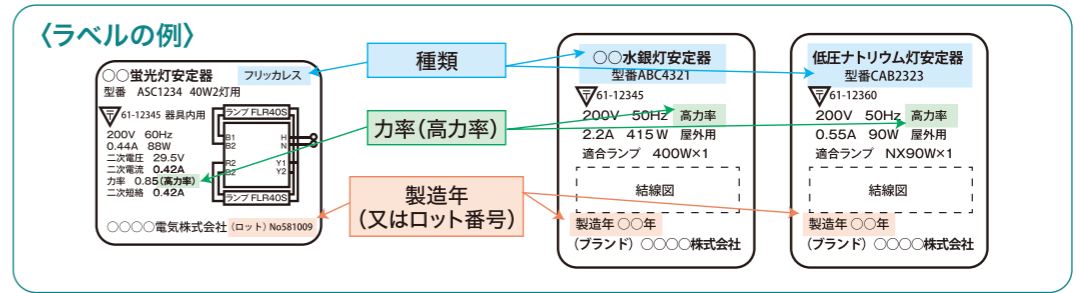 〈ラベルの例〉
○○蛍光灯安定器 フリッカレス
型番 ASC1234 40W2灯用
〒61-12345 器具内用
200V 60Hz
0.44A 88W
二次電圧 29.5V
二次電流 0.42A
力率 0.85(高力率)
二次短絡 0.42A
ランプ FLR40S
B1
B2
R2
B2
H
N
Y1
Y2
ランプ FLR40S
○○○○電気株式会社 (ロット) No581009
種類
力率(高力率)
製造年
(又はロット番号)
○○水銀灯安定器
型番ABC4321
〒61-12345
200V 50Hz 高力率
2.2A 415W 屋外用
適合ランプ 400W×1
結線図
製造年 ○○年
(ブランド) ○○○○株式会社
低圧ナトリウム灯安定器
型番CAB2323
〒61-12360
200V 50Hz 高力率
0.55A 90W 屋外用
適合ランプ NX90W×1
結線図
製造年 ○○年
(ブランド) ○○○○株式会社